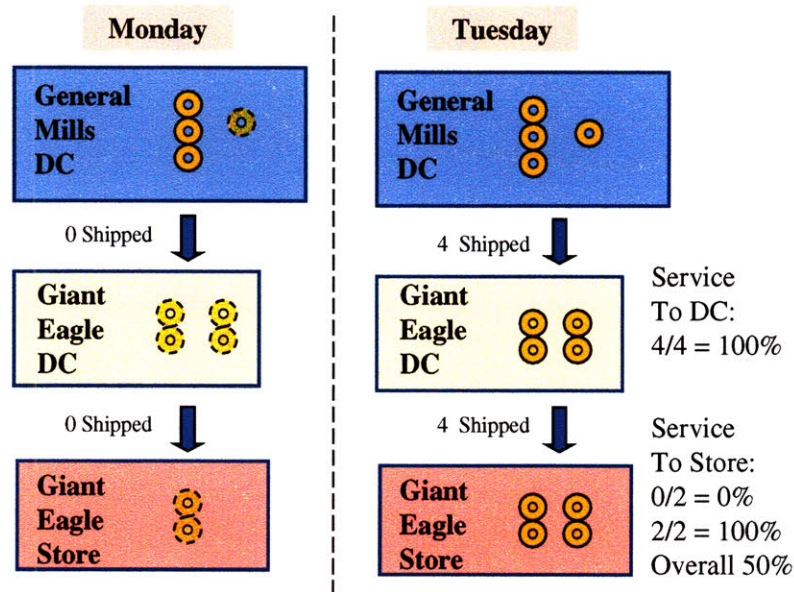 Monday
General
Mills
DC
0 Shipped
Giant
Eagle
DC
0 Shipped
Giant
Eagle
Store
Tuesday
General
Mills
DC
4 Shipped
Giant
Eagle
DC
Service
To DC:
4/4 = 100%
4 Shipped
Giant
Eagle
Store
Service
To Store:
0/2 = 0%
2/2 = 100%
Overall 50%